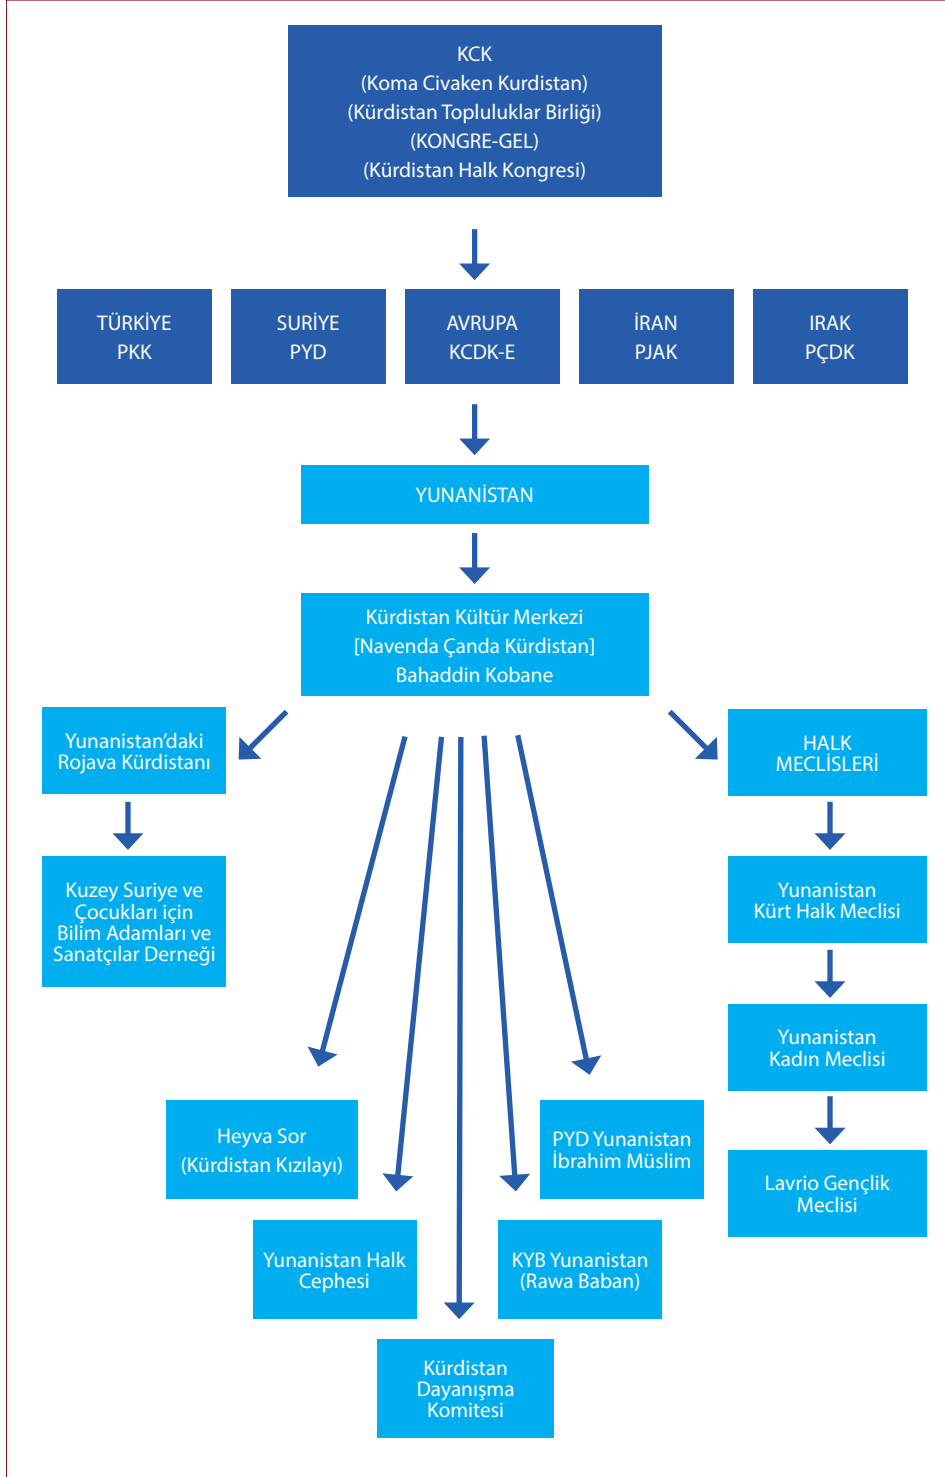 KCK
(Koma Civaken Kurdistan)
(Kürdistan Topluluklar Birliği)
(KONGRE-GEL)
(Kürdistan Halk Kongresi)
TÜRKİYE
PKK
SURİYE
PYD
AVRUPA
KCDK-E
İRAN
PJAK
IRAK
PÇDK
YUNANİSTAN
Kürdistan Kültür Merkezi
[Navenda Çanda Kürdistan]
Bahaddin Kobane
Yunanistan’daki
Rojava Kürdistanı
Kuzey Suriye ve
Çocukları için
Bilim Adamları ve
Sanatçılar Derneği
HALK
MECLİSLERİ
Yunanistan
Kürt Halk Meclisi
Yunanistan
Kadın Meclisi
Lavrio Gençlik
Meclisi
Heyva Sor
(Kürdistan Kızılayı)
PYD Yunanistan
İbrahim Müslim
Yunanistan Halk
Cephesi
KYB Yunanistan
(Rawa Baban)
Kürdistan
Dayanışma
Komitesi